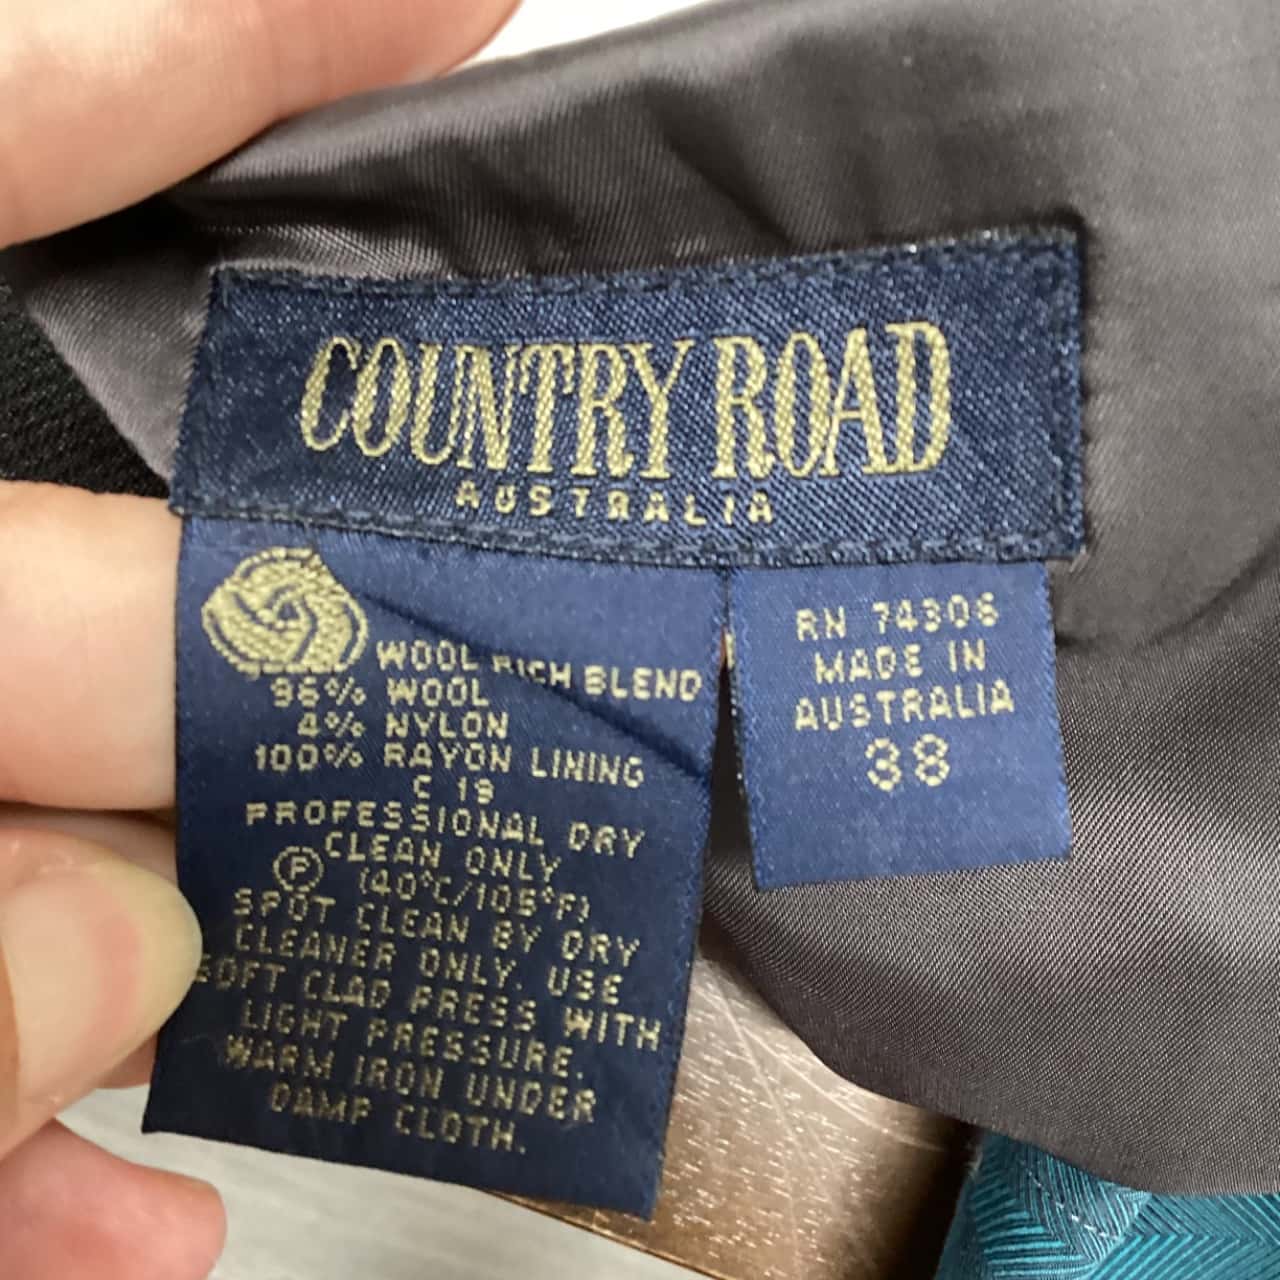 COUNTRY ROAD
AUSTRALIA
WOOL RICH BLEND
96% WOOL
4% NYLON
100% RAYON LINING
C 19
PROFESSIONAL DRY
CLEAN ONLY
P (40°C/105°F)
SPOT CLEAN BY DRY
CLEANER ONLY. USE
SOFT CLAD PRESS WITH
LIGHT PRESSURE.
WARM IRON UNDER
DAMP CLOTH.
RN 74306
MADE IN
AUSTRALIA
38